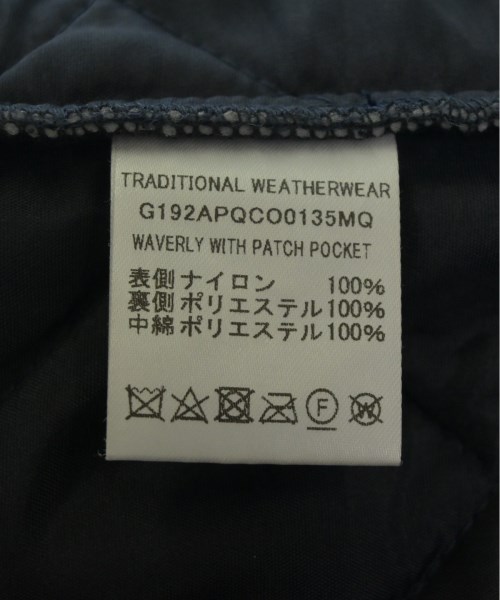 TRADITIONAL WEATHERWEAR
G192APQCO0135MQ
WAVERLY WITH PATCH POCKET
表側 ナイロン 100%
裏側 ポリエステル 100%
中綿 ポリエステル 100%
F W